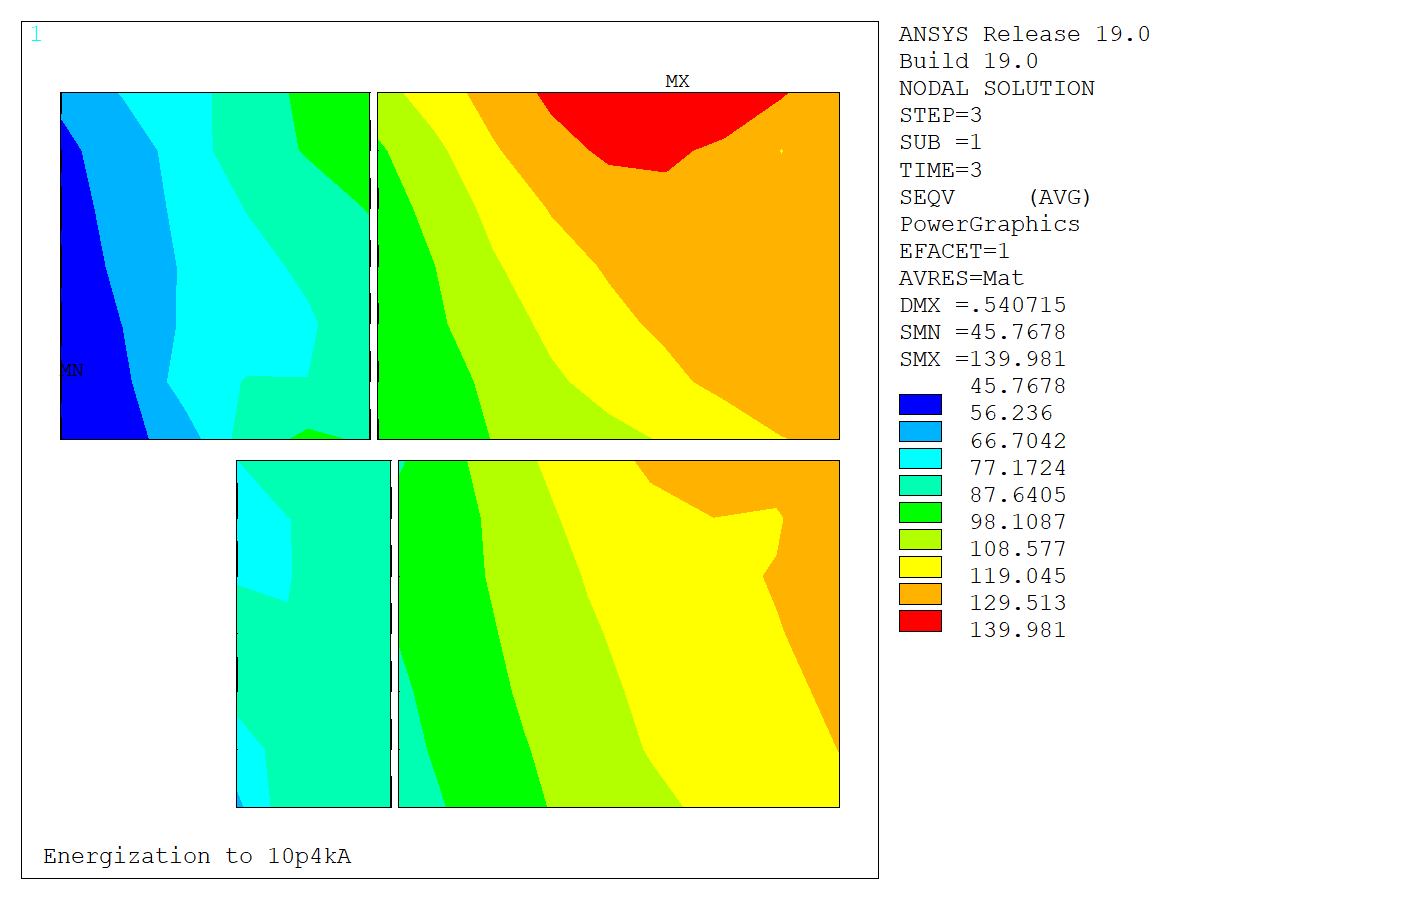 1
MX
MN
Energization to 10p4kA
ANSYS Release 19.0
Build 19.0
NODAL SOLUTION
STEP=3
SUB =1
TIME=3
SEQV (AVG)
PowerGraphics
EFACET=1
AVRES=Mat
DMX =.540715
SMN =45.7678
SMX =139.981
45.7678
56.236
66.7042
77.1724
87.6405
98.1087
108.577
119.045
129.513
139.981